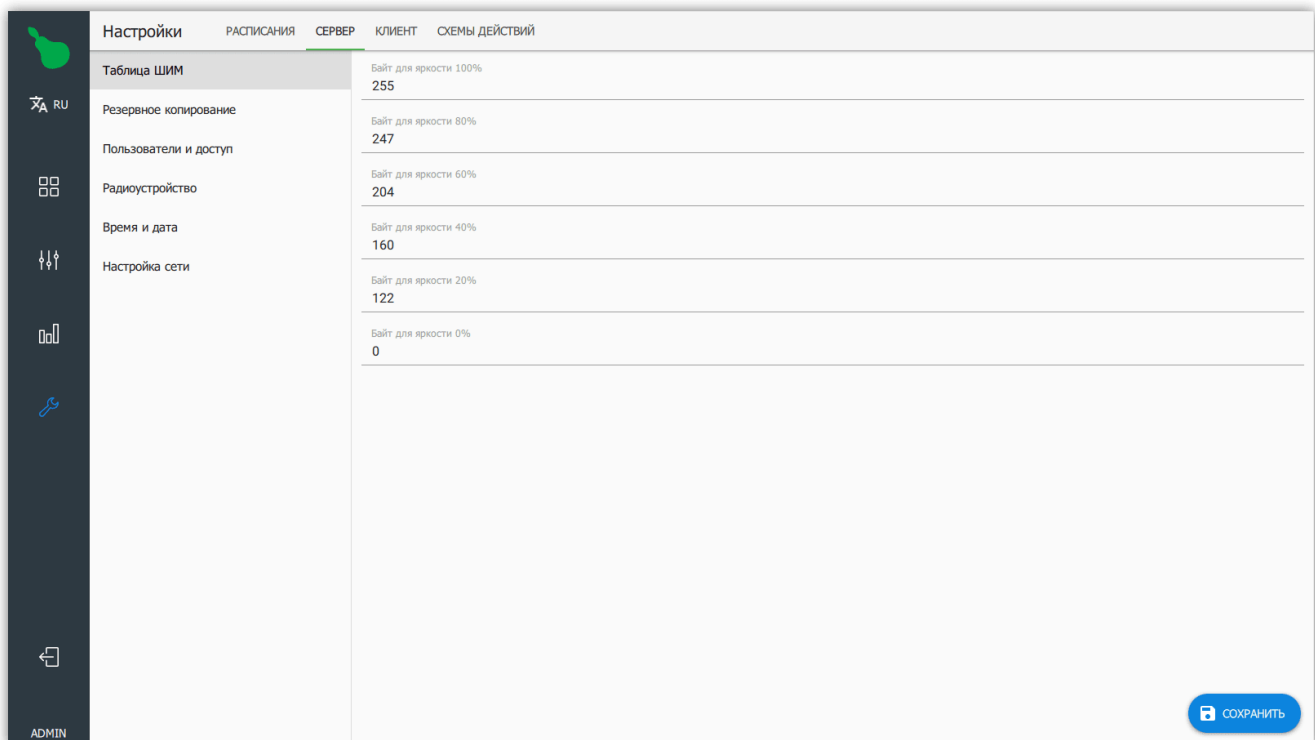 Настройки РАСПИСАНИЯ СЕРВЕР КЛИЕНТ СХЕМЫ ДЕЙСТВИЙ
RU
Таблица ШИМ
Резервное копирование
Пользователи и доступ
Радиоустройство
Время и дата
Настройка сети
Байт для яркости 100%
255
Байт для яркости 80%
247
Байт для яркости 60%
204
Байт для яркости 40%
160
Байт для яркости 20%
122
Байт для яркости 0%
0
СОХРАНИТЬ
ADMIN